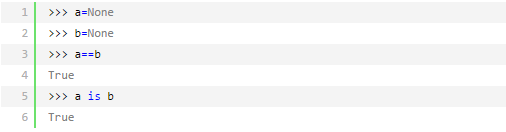 1 >>> a=None
2 >>> b=None
3 >>> a==b
4 True
5 >>> a is b
6 True